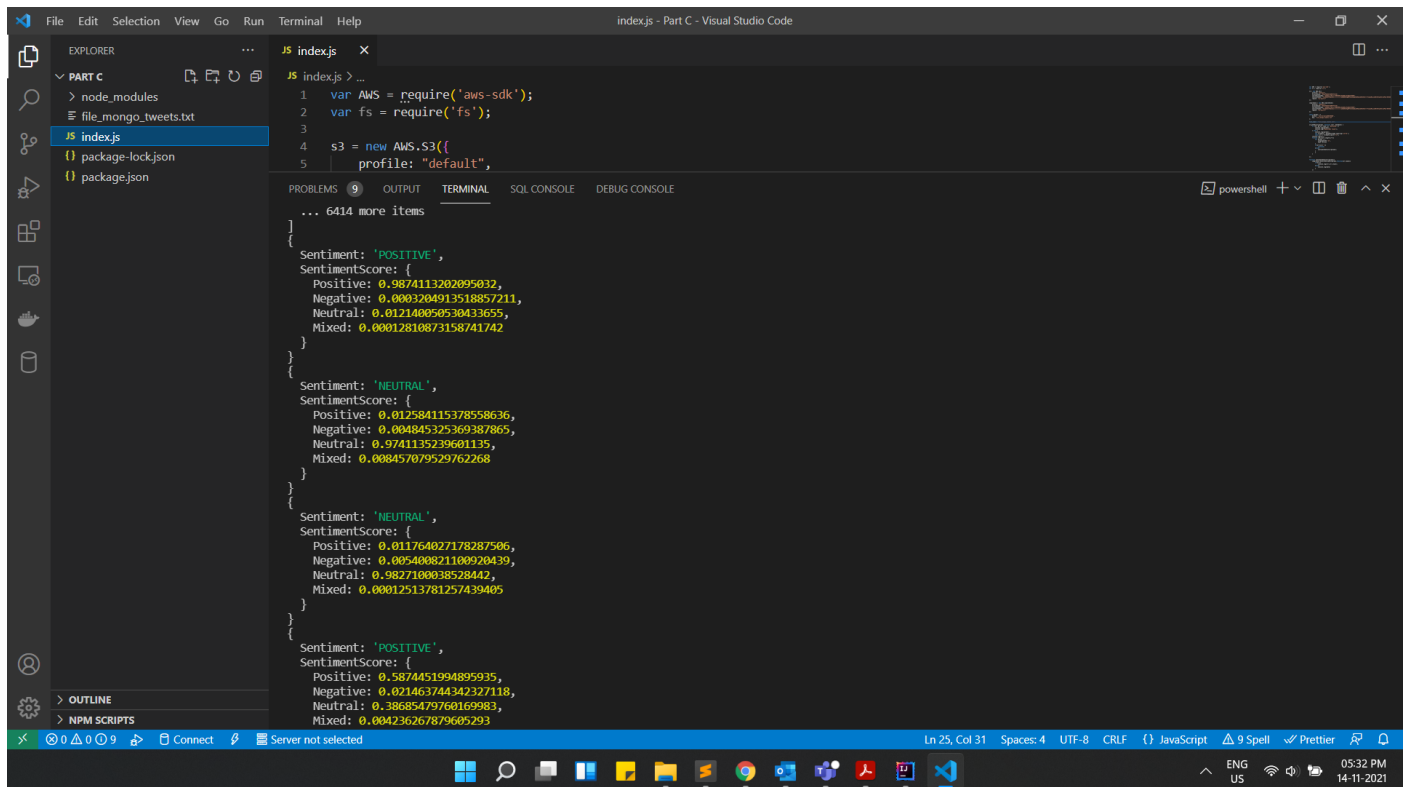 File Edit Selection View Go Run Terminal Help
index.js - Part C - Visual Studio Code
EXPLORER
PART C
node_modules
file_mongo_tweets.txt
JS index.js
{} package-lock.json
{} package.json
OUTLINE
NPM SCRIPTS
JS index.js
JS index.js > ...
1 var AWS = require('aws-sdk');
2 var fs = require('fs');
3
4 s3 = new AWS.S3({
5 profile: "default",
PROBLEMS 9 OUTPUT TERMINAL SQL CONSOLE DEBUG CONSOLE
powershell
... 6414 more items
]
{
Sentiment: 'POSITIVE',
SentimentScore: {
Positive: 0.9874113202095032,
Negative: 0.0003204913518857211,
Neutral: 0.012140050530433655,
Mixed: 0.00012810873158741742
}
}
{
Sentiment: 'NEUTRAL',
SentimentScore: {
Positive: 0.012584115378558636,
Negative: 0.004845325369387865,
Neutral: 0.9741135239601135,
Mixed: 0.008457079529762268
}
}
{
Sentiment: 'NEUTRAL',
SentimentScore: {
Positive: 0.011764027178287506,
Negative: 0.005400821100920439,
Neutral: 0.9827100038528442,
Mixed: 0.00012513781257439405
}
}
{
Sentiment: 'POSITIVE',
SentimentScore: {
Positive: 0.5874451994895935,
Negative: 0.021463744342327118,
Neutral: 0.38685479760169983,
Mixed: 0.004236267879605293
0 0 9 Connect Server not selected
Ln 25, Col 31 Spaces: 4 UTF-8 CRLF {} JavaScript 9 Spell Prettier
ENG
US
05:32 PM
14-11-2021